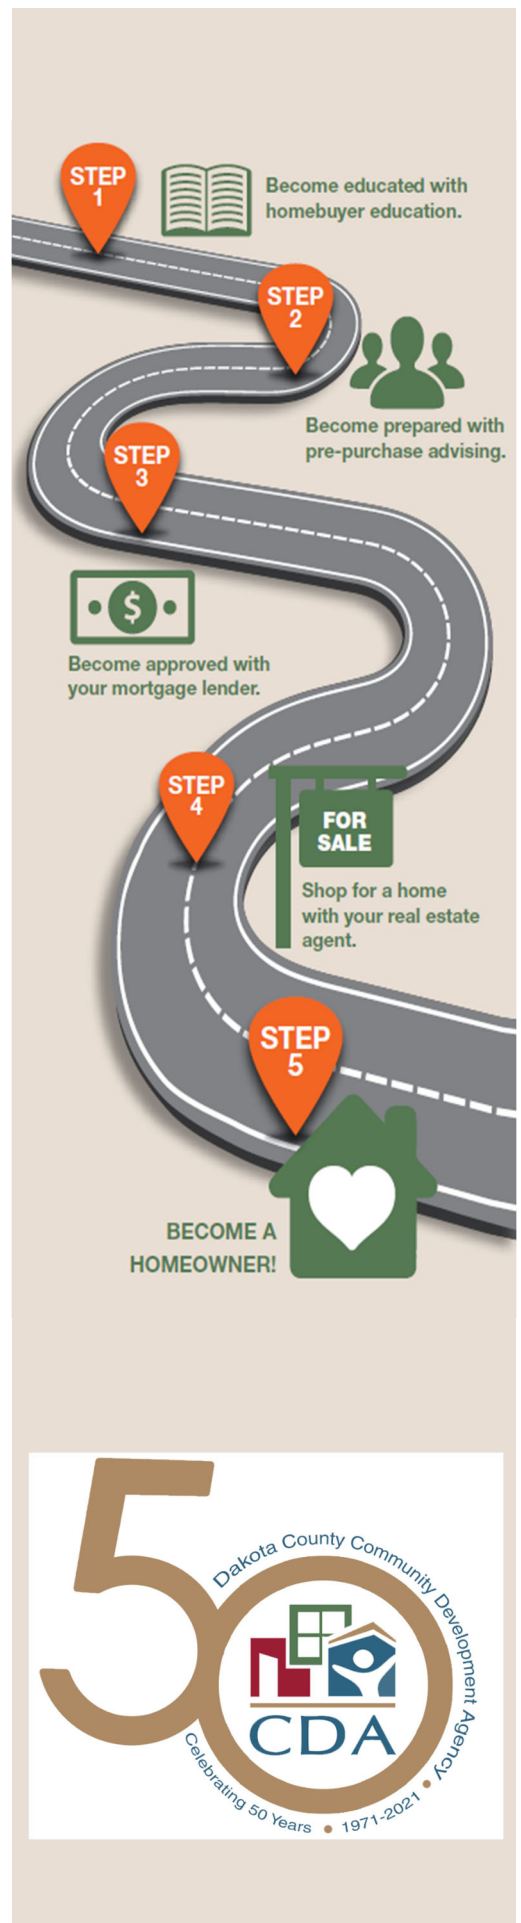 STEP
1
Become educated with
homebuyer education.
STEP
2
Become prepared with
pre-purchase advising.
STEP
3
$
Become approved with
your mortgage lender.
STEP
4
FOR
SALE
Shop for a home
with your real estate
agent.
STEP
5
BECOME A
HOMEOWNER!
50
Dakota County Community Development Agency
CDA
Celebrating 50 Years • 1971-2021 •